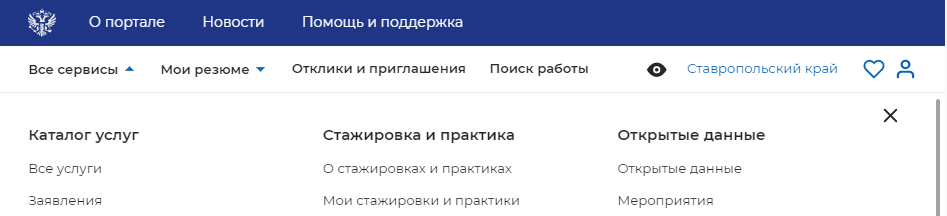 О портале Новости Помощь и поддержка
Все сервисы Мои резюме Отклики и приглашения Поиск работы Ставропольский край
Каталог услуг Стажировка и практика Открытые данные
Все услуги О стажировках и практиках Открытые данные
Заявления Мои стажировки и практики Мероприятия